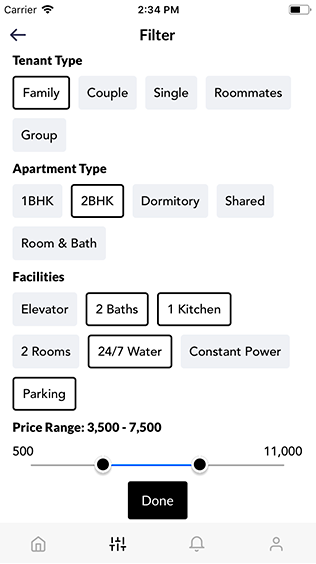 Carrier 2:34 PM
Filter
Tenant Type
Family Couple Single Roommates
Group
Apartment Type
1BHK 2BHK Dormitory Shared
Room & Bath
Facilities
Elevator 2 Baths 1 Kitchen
2 Rooms 24/7 Water Constant Power
Parking
Price Range: 3,500 - 7,500
500 11,000
Done